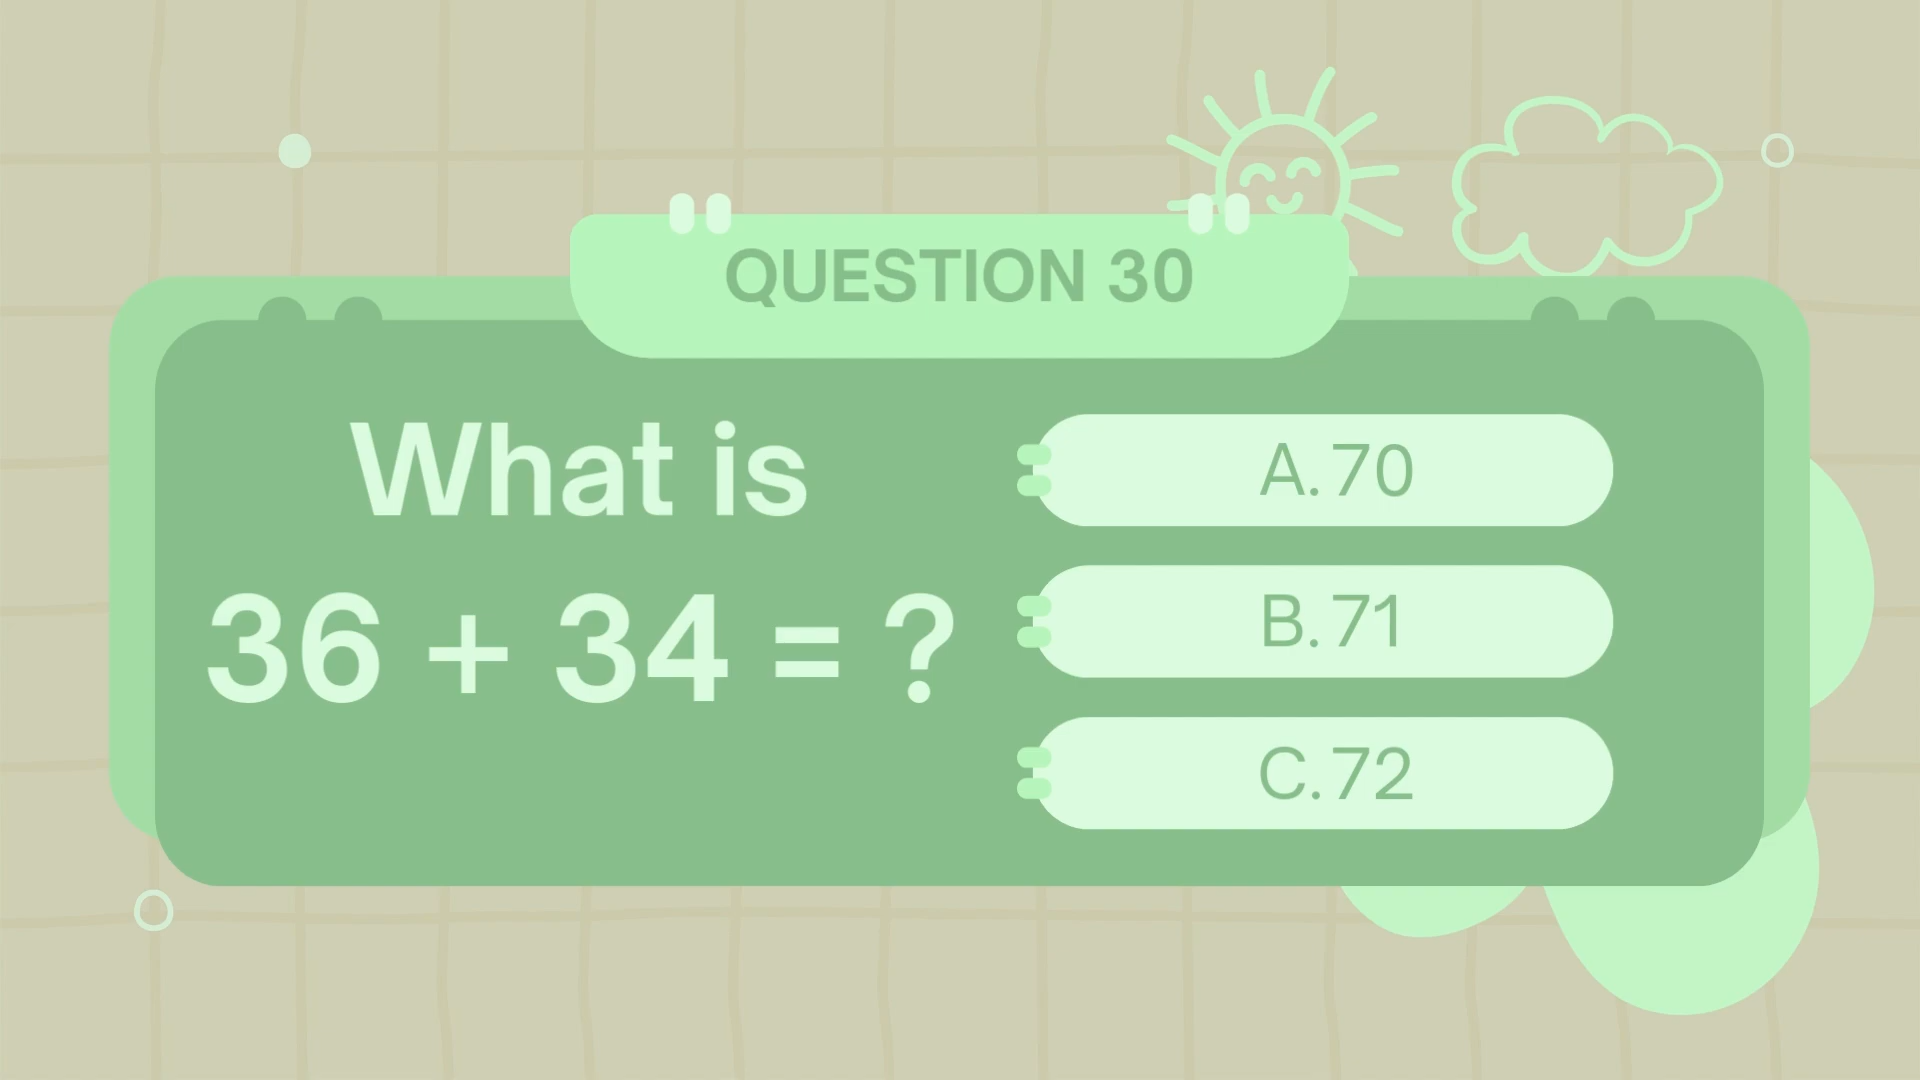 QUESTION 30
What is
36 + 34 = ?
A. 70
B. 71
C. 72